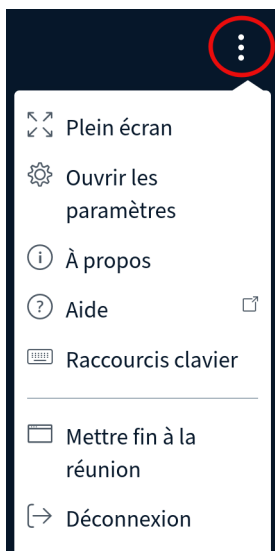 Plein écran
Ouvrir les
paramètres
À propos
Aide
Raccourcis clavier
Mettre fin à la
réunion
Déconnexion